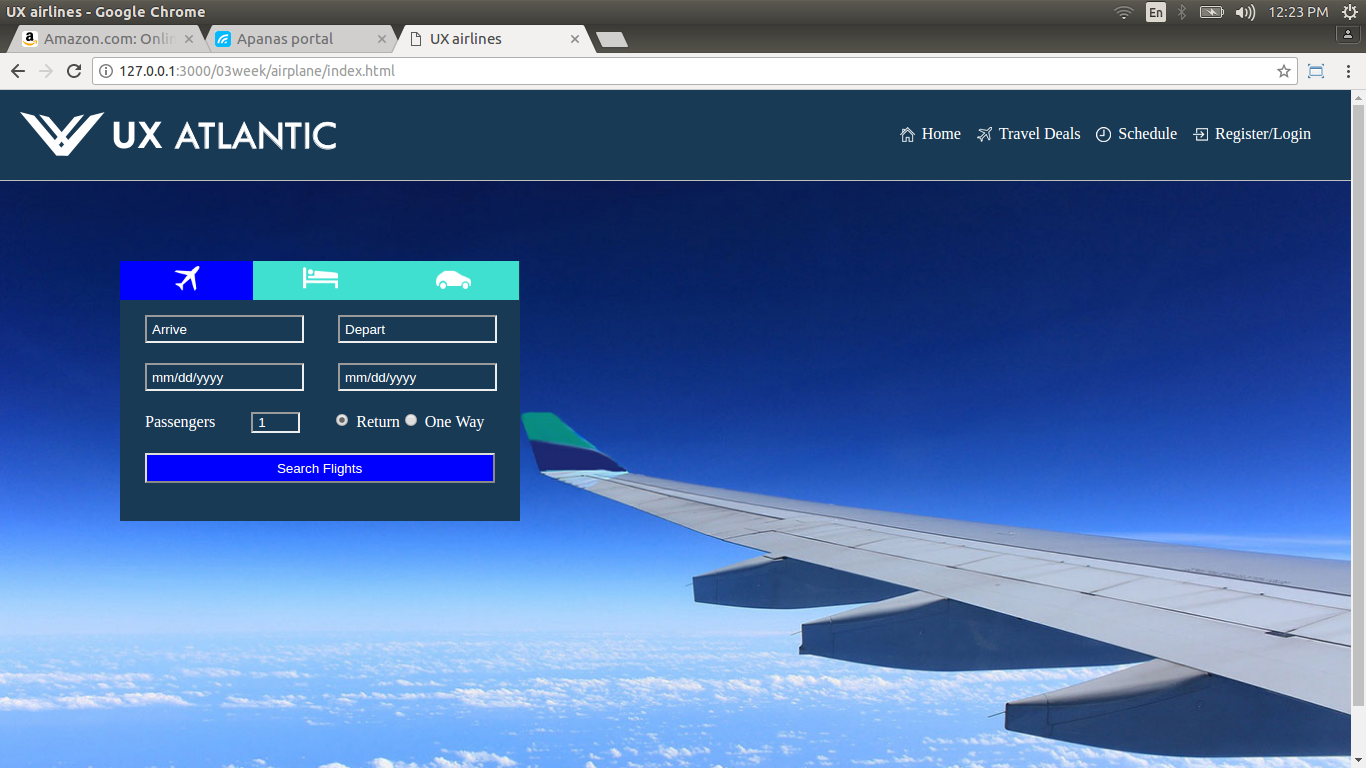 UX airlines - Google Chrome
En
12:23 PM
Amazon.com: Onlin
Apanas portal
UX airlines
127.0.0.1:3000/03week/airplane/index.html
UX ATLANTIC
Home
Travel Deals
Schedule
Register/Login
Arrive
Depart
mm/dd/yyyy
mm/dd/yyyy
Passengers
1
Return
One Way
Search Flights